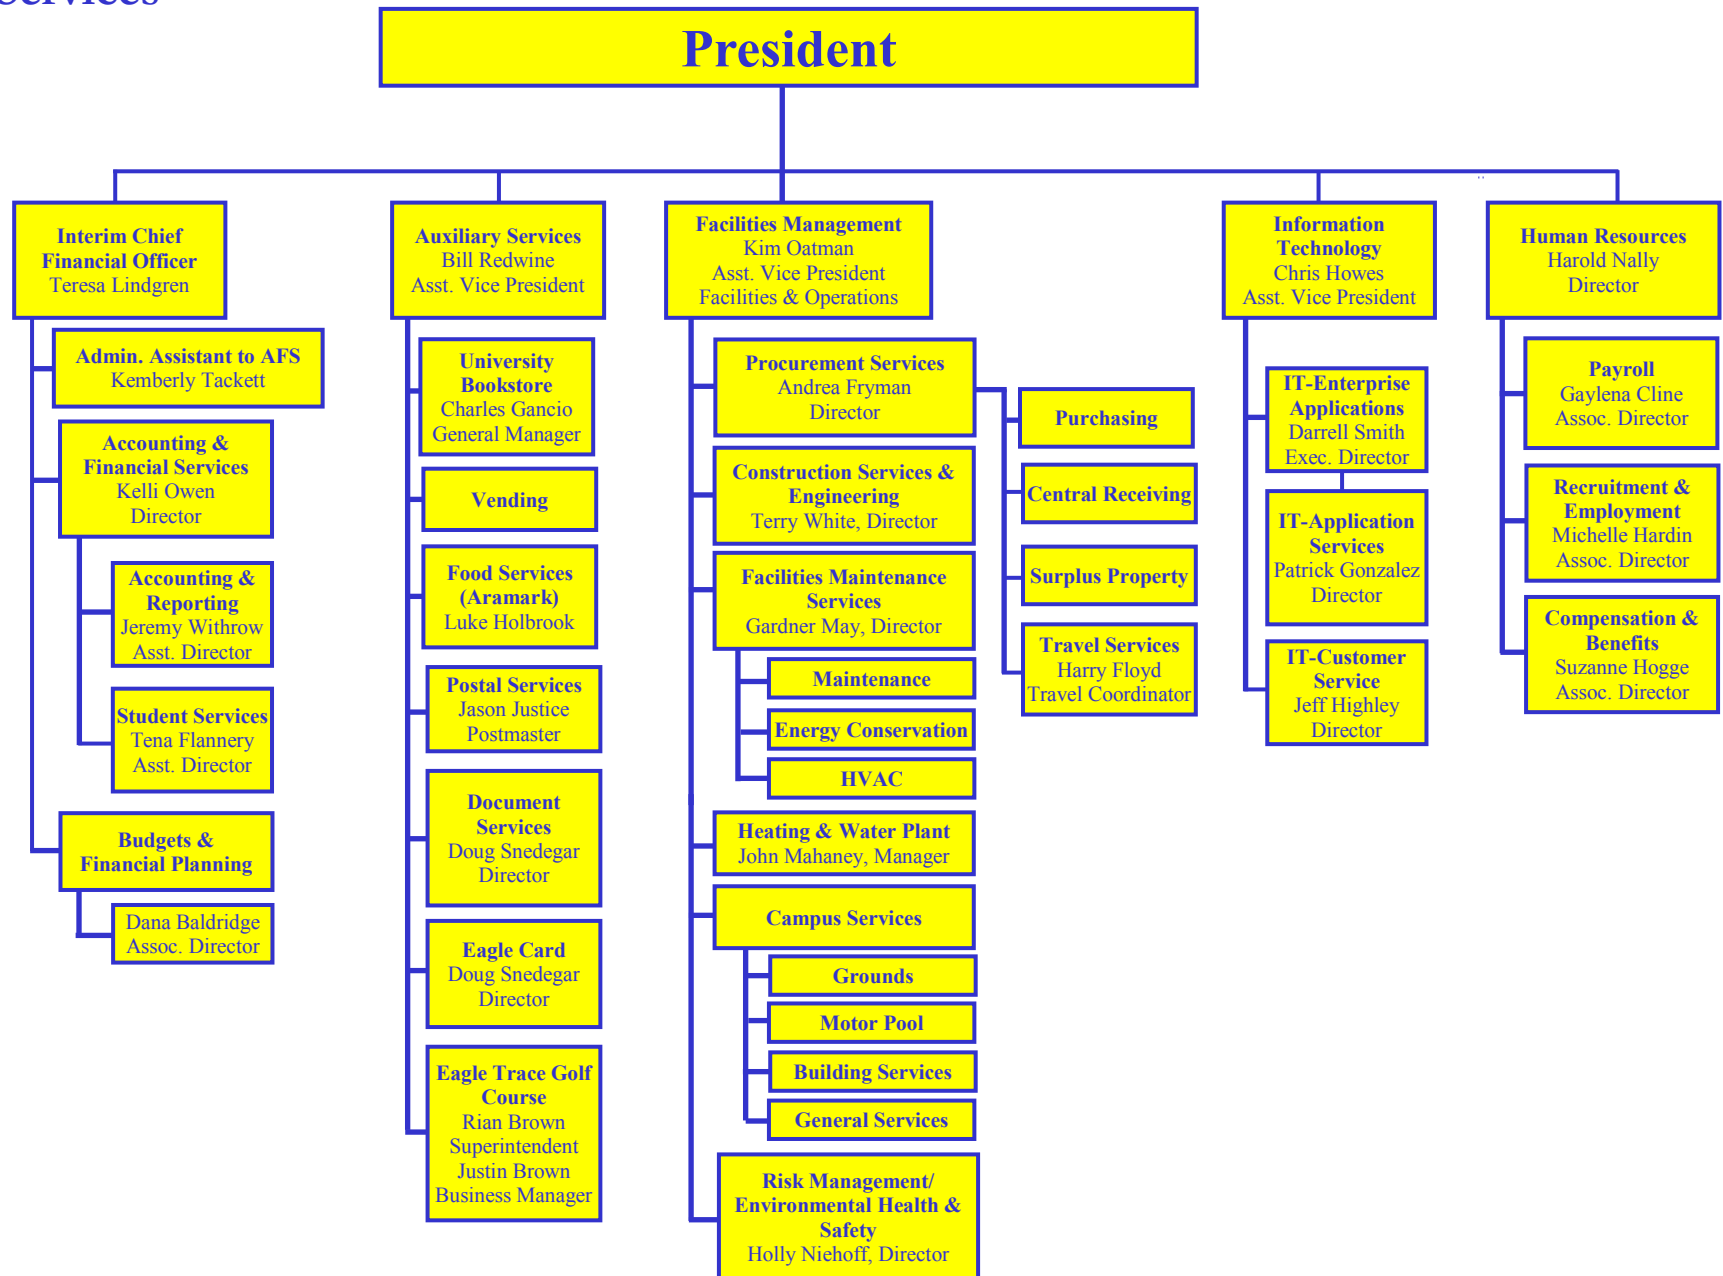 Services
President
Interim Chief
Financial Officer
Teresa Lindgren
Admin. Assistant to AFS
Kemberly Tackett
Accounting &
Financial Services
Kelli Owen
Director
Accounting &
Reporting
Jeremy Withrow
Asst. Director
Student Services
Tena Flannery
Asst. Director
Budgets &
Financial Planning
Dana Baldridge
Assoc. Director
Auxiliary Services
Bill Redwine
Asst. Vice President
University
Bookstore
Charles Gancio
General Manager
Vending
Food Services
(Aramark)
Luke Holbrook
Postal Services
Jason Justice
Postmaster
Document
Services
Doug Snedegar
Director
Eagle Card
Doug Snedegar
Director
Eagle Trace Golf
Course
Rian Brown
Superintendent
Justin Brown
Business Manager
Facilities Management
Kim Oatman
Asst. Vice President
Facilities & Operations
Procurement Services
Andrea Fryman
Director
Purchasing
Central Receiving
Surplus Property
Travel Services
Harry Floyd
Travel Coordinator
Construction Services &
Engineering
Terry White, Director
Facilities Maintenance
Services
Gardner May, Director
Maintenance
Energy Conservation
HVAC
Heating & Water Plant
John Mahaney, Manager
Campus Services
Grounds
Motor Pool
Building Services
General Services
Risk Management/
Environmental Health &
Safety
Holly Niehoff, Director
Information
Technology
Chris Howes
Asst. Vice President
IT-Enterprise
Applications
Darrell Smith
Exec. Director
IT-Application
Services
Patrick Gonzalez
Director
IT-Customer
Service
Jeff Highley
Director
Human Resources
Harold Nally
Director
Payroll
Gaylena Cline
Assoc. Director
Recruitment &
Employment
Michelle Hardin
Assoc. Director
Compensation &
Benefits
Suzanne Hogge
Assoc. Director